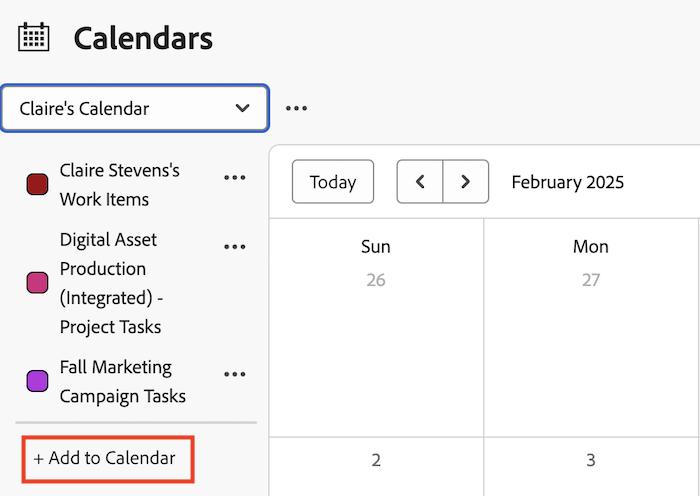 Calendars
Claire's Calendar
Claire Stevens's
Work Items
Digital Asset
Production
(Integrated) -
Project Tasks
Fall Marketing
Campaign Tasks
+ Add to Calendar
Today
February 2025
Sun
Mon
26
27
2
3